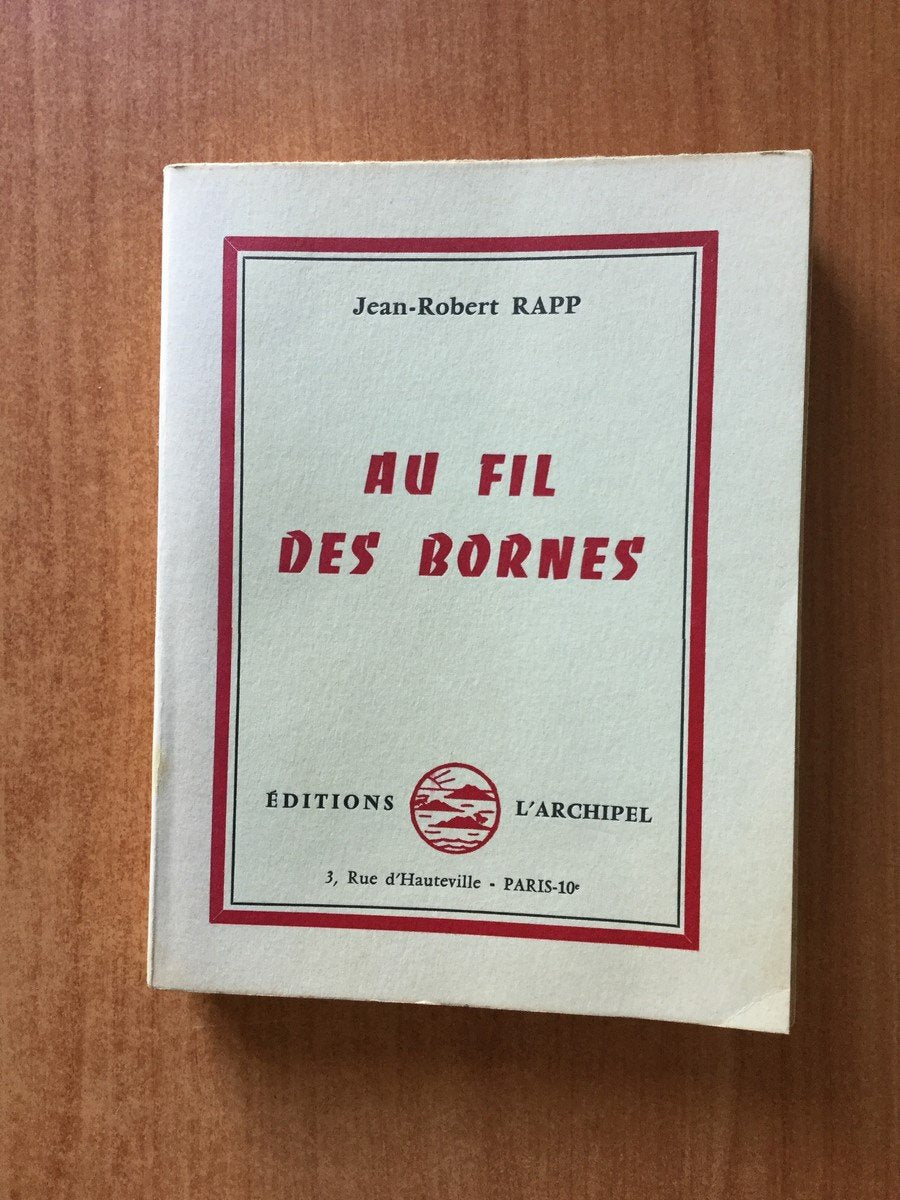 Jean-Robert RAPP
AU FIL
DES BORNES
ÉDITIONS L'ARCHIPEL
3, Rue d'Hauteville - PARIS-10e